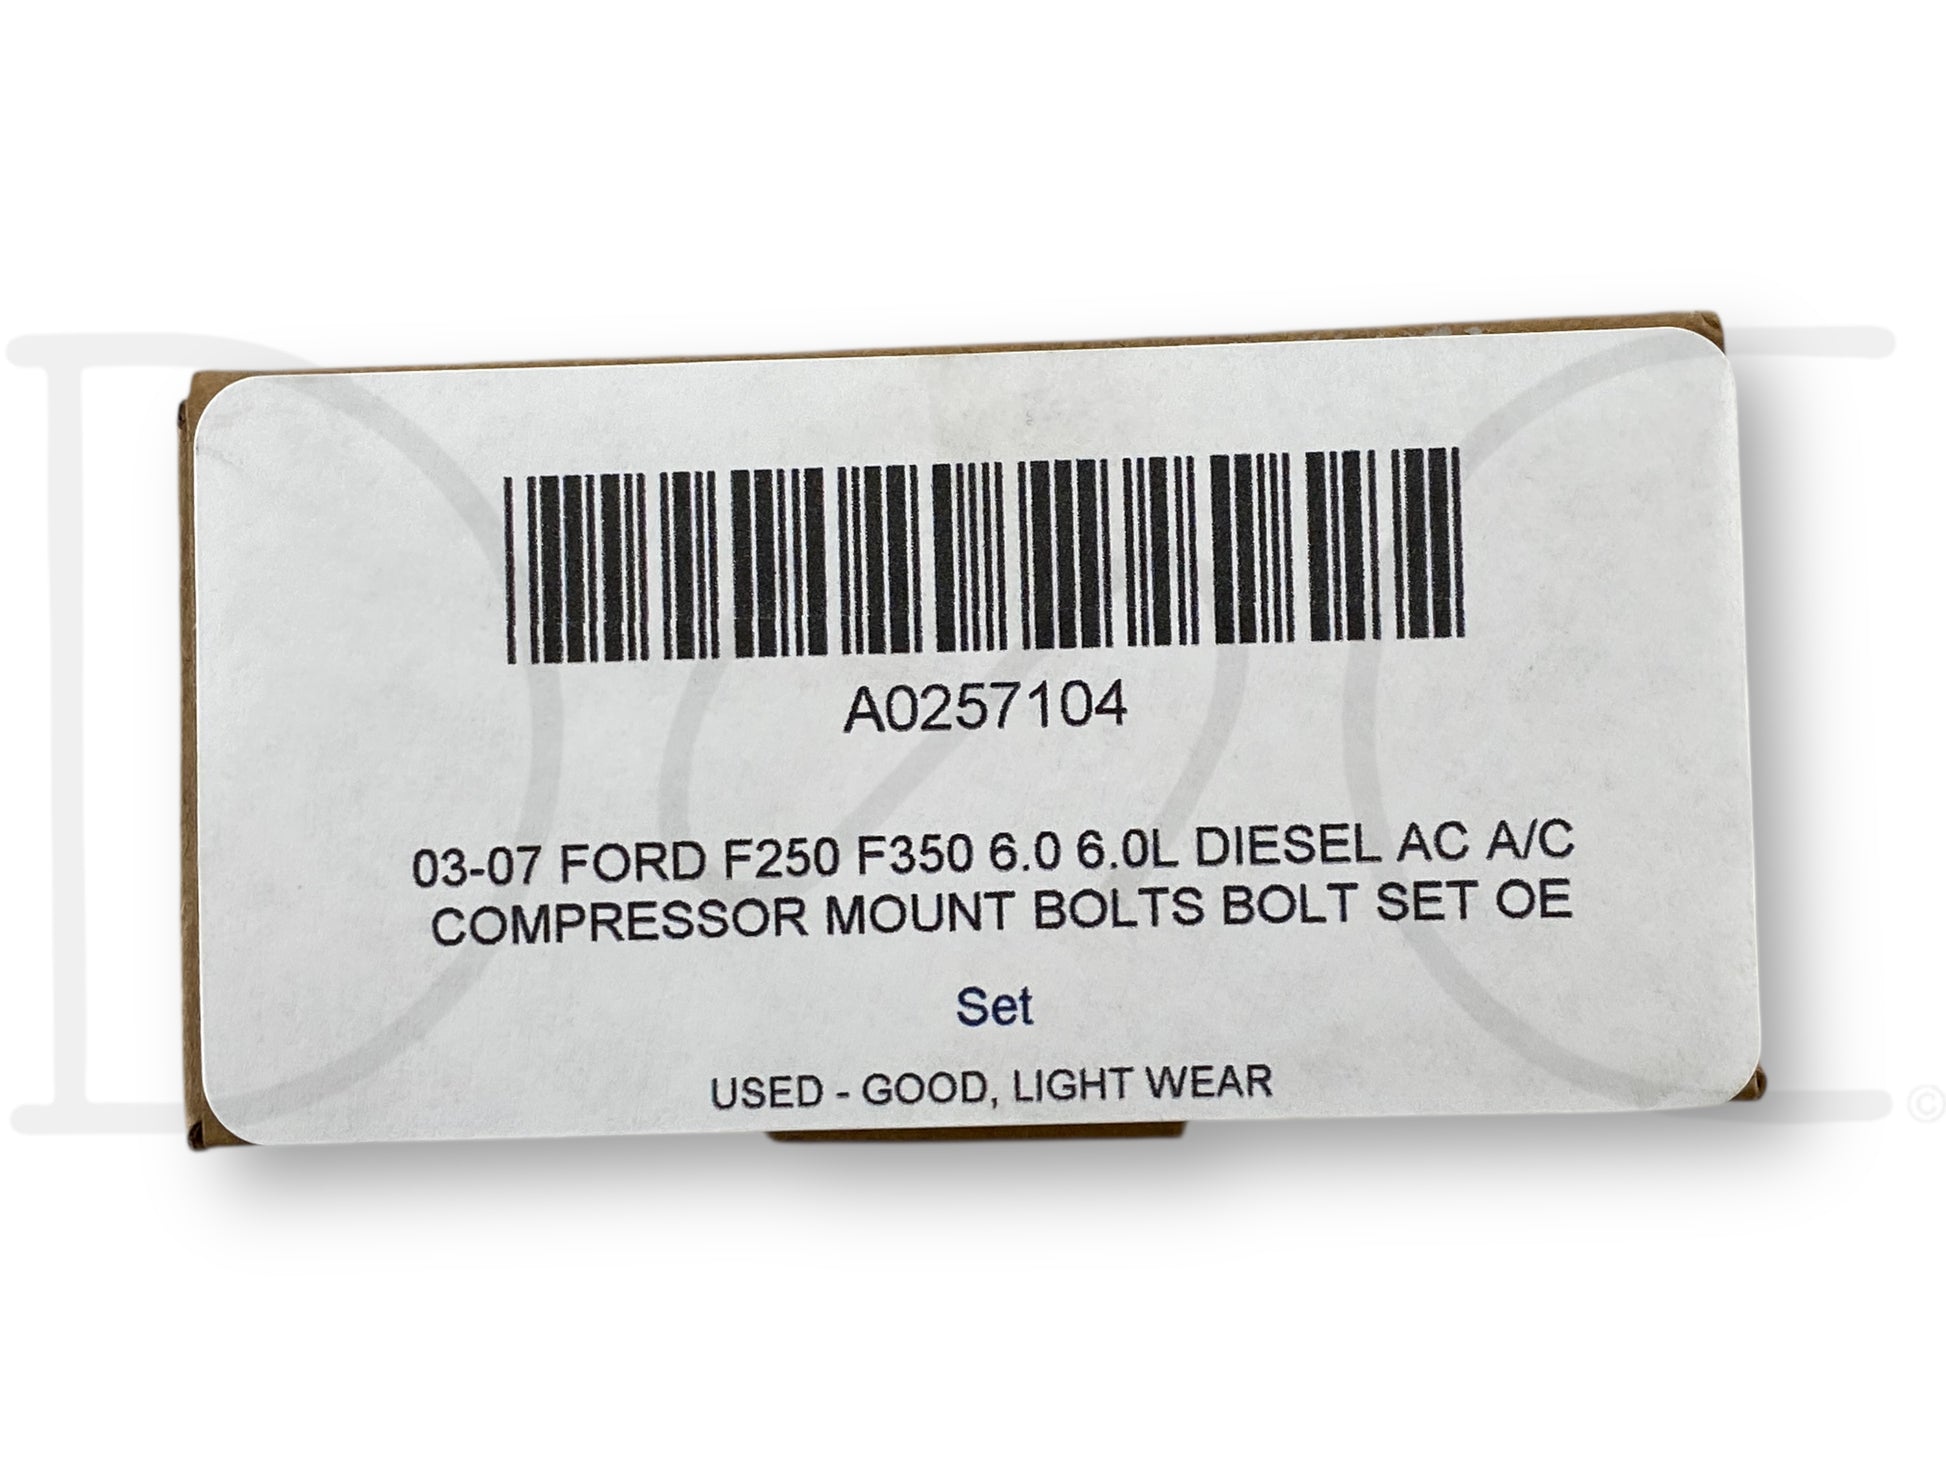 A0257104
03-07 FORD F250 F350 6.0 6.0L DIESEL AC A/C
COMPRESSOR MOUNT BOLTS BOLT SET OE
Set
USED - GOOD, LIGHT WEAR
©